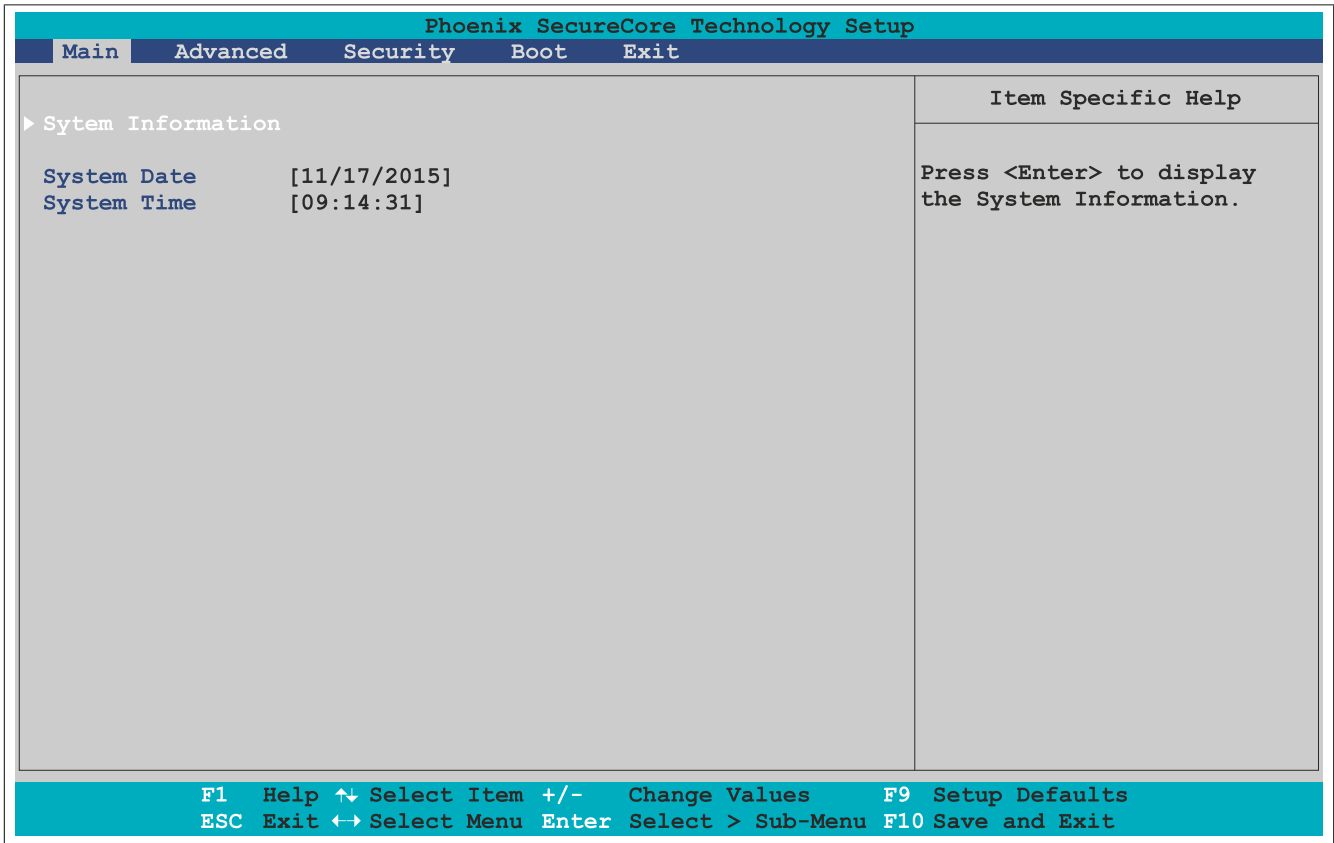 Phoenix SecureCore Technology Setup
Main Advanced Security Boot Exit
Sytem Information
System Date [11/17/2015]
System Time [09:14:31]
Item Specific Help
Press <Enter> to display
the System Information.
F1 Help ↑↓ Select Item +/- Change Values F9 Setup Defaults
ESC Exit ←→ Select Menu Enter Select > Sub-Menu F10 Save and Exit